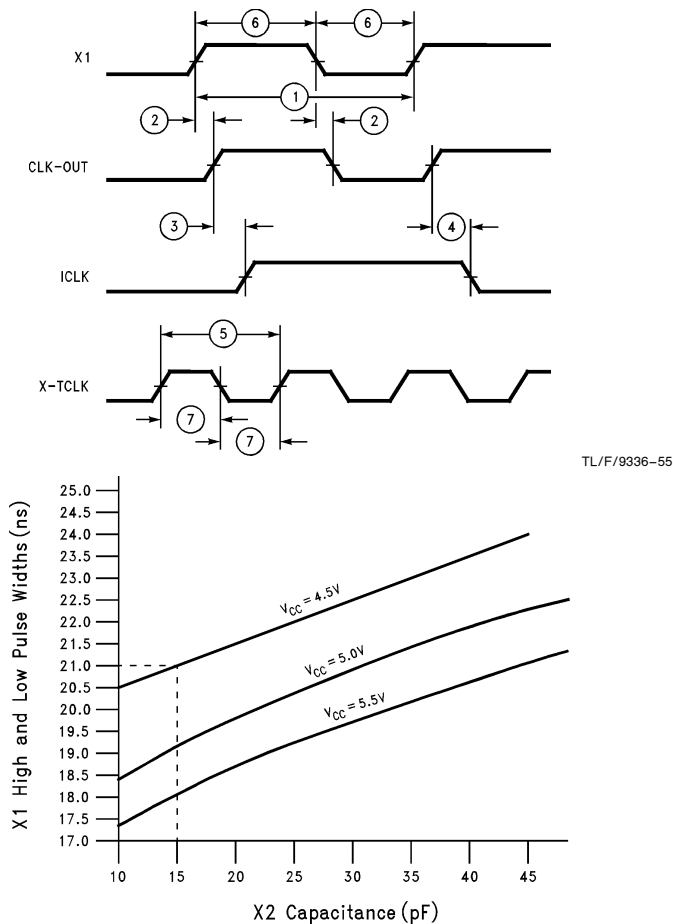 6 6
X1
1
2 2
CLK-OUT
3 4
ICLK
5
X-TCLK
7
7
TL/F/9336–55
X1 High and Low Pulse Widths (ns)
25.0
24.5
24.0
23.5
23.0
22.5
22.0
21.5
21.0
20.5
20.0
19.5
19.0
18.5
18.0
17.5
17.0
VCC = 4.5V
VCC = 5.0V
VCC = 5.5V
10 15 20 25 30 35 40 45
X2 Capacitance (pF)